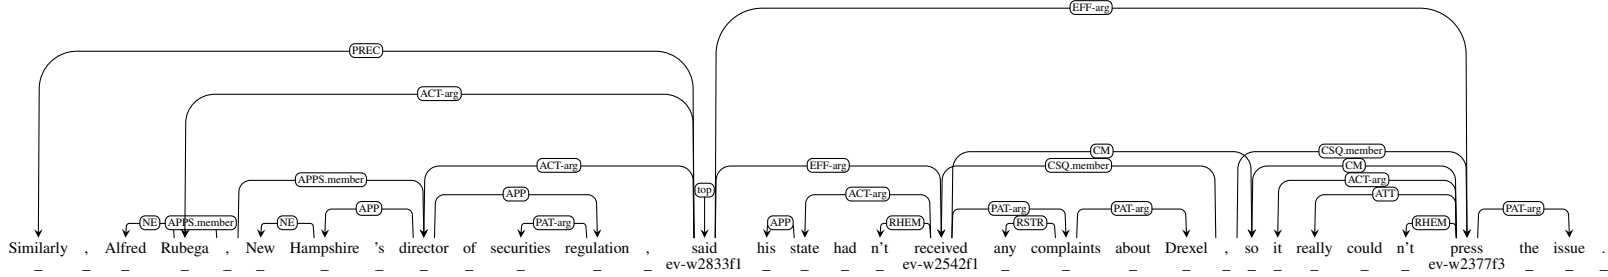 EFF-arg
PREC
ACT-arg
CM CSQ.member
ACT-arg EFF-arg CSQ.member CM
APPS.member ACT-arg
APP top ACT-arg ATT
NE APPS.member NE APP PAT-arg APP RHEM PAT-arg RSTR PAT-arg RHEM PAT-arg
Similarly , Alfred Rubega , New Hampshire 's director of securities regulation , said his state had n't received any complaints about Drexel , so it really could n't press the issue .
_ _ _ _ _ _ _ _ _ _ _ _ _ ev-w2833f1 _ _ _ _ ev-w2542f1 _ _ _ _ _ _ _ _ _ _ ev-w2377f3 _ _ _